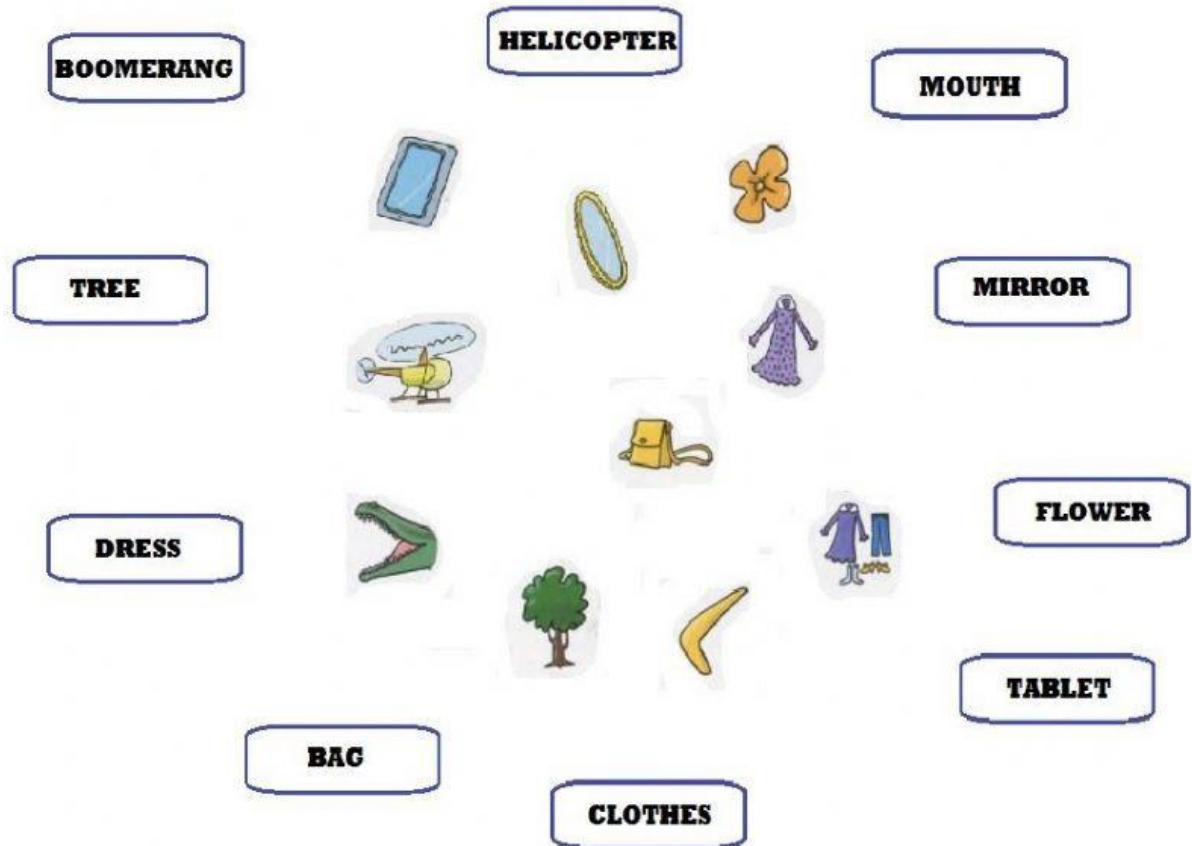 HELICOPTER
BOOMERANG
MOUTH
TREE
MIRROR
FLOWER
DRESS
TABLET
BAG
CLOTHES